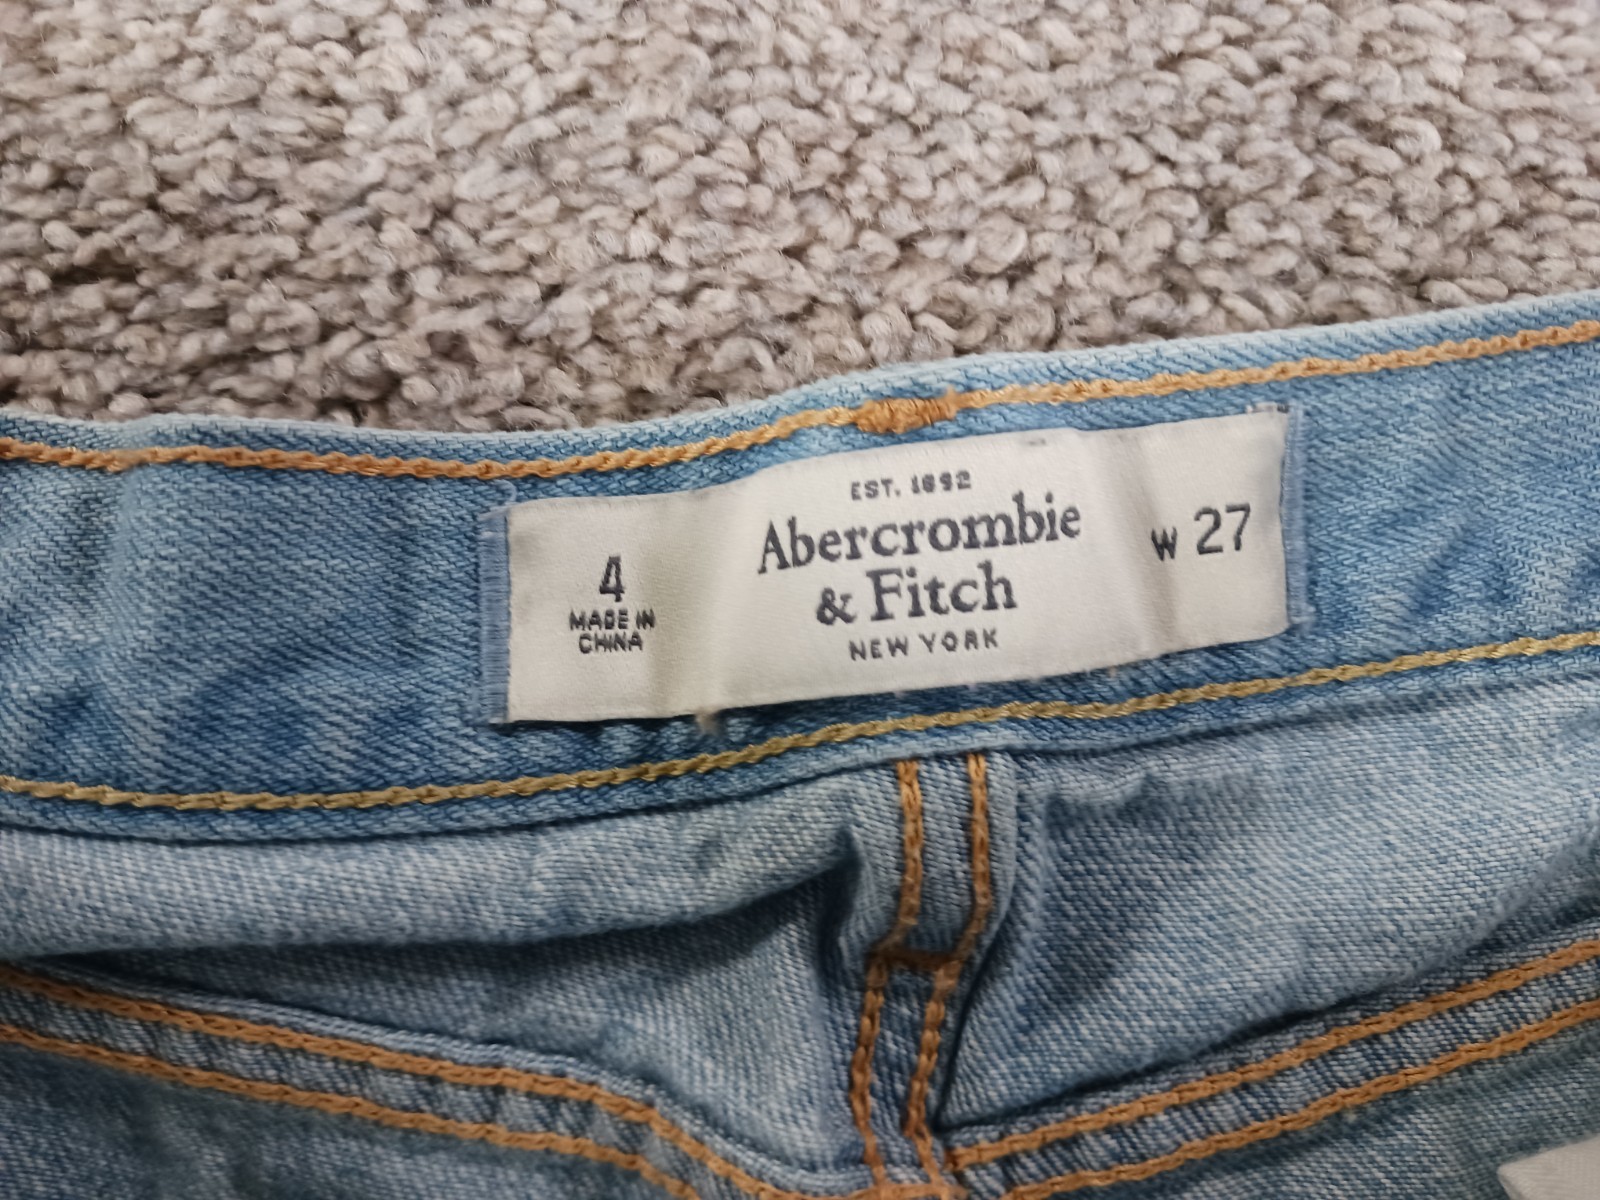 EST. 1892
Abercrombie
& Fitch
NEW YORK
4
MADE IN
CHINA
W 27